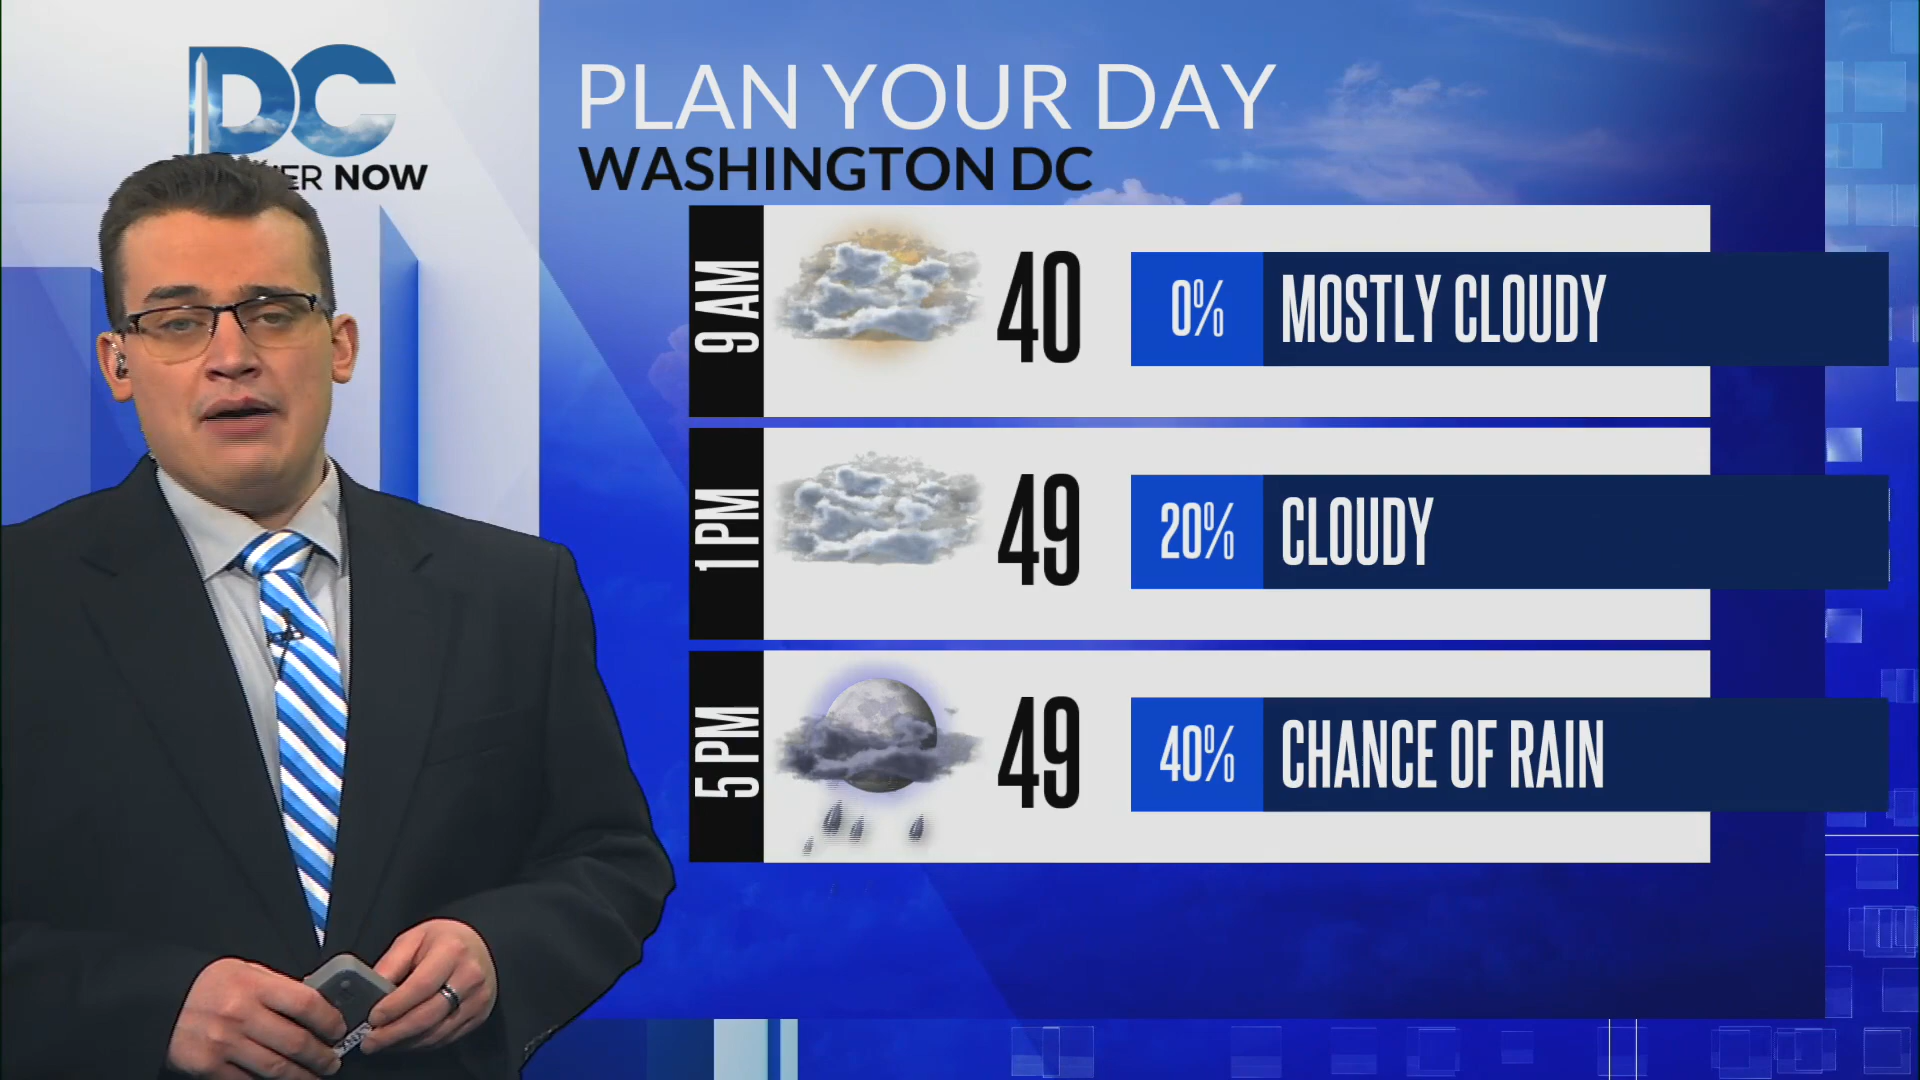 DC
NOW
PLAN YOUR DAY
WASHINGTON DC
9 AM
40
0%
MOSTLY CLOUDY
1 PM
49
20%
CLOUDY
5 PM
49
40%
CHANCE OF RAIN